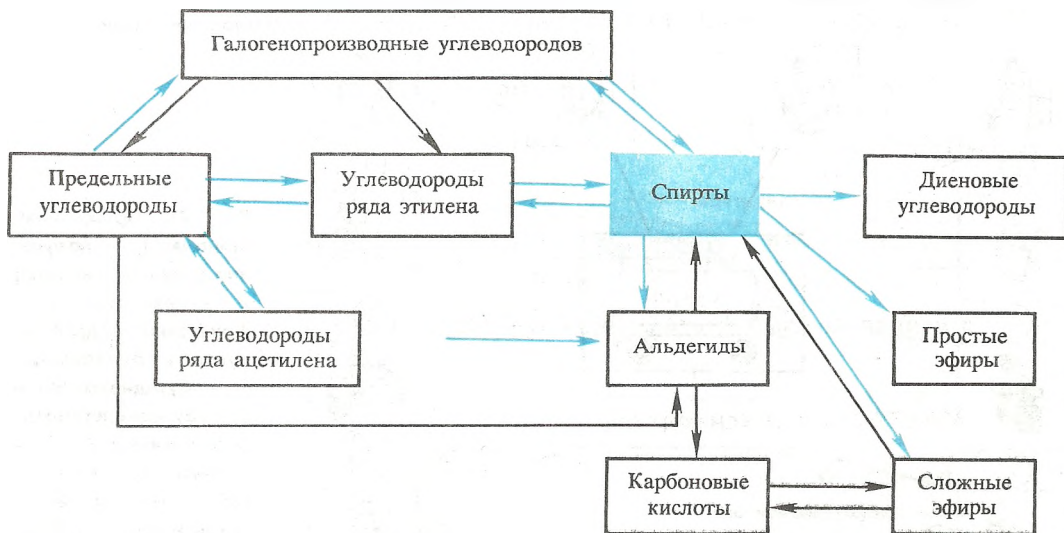 Галогенопроизводные углеводородов
Предельные
углеводороды
Углеводороды
ряда этилена
Спирты
Диеновые
углеводороды
Углеводороды
ряда ацетилена
Альдегиды
Простые
эфиры
Карбоновые
кислоты
Сложные
эфиры